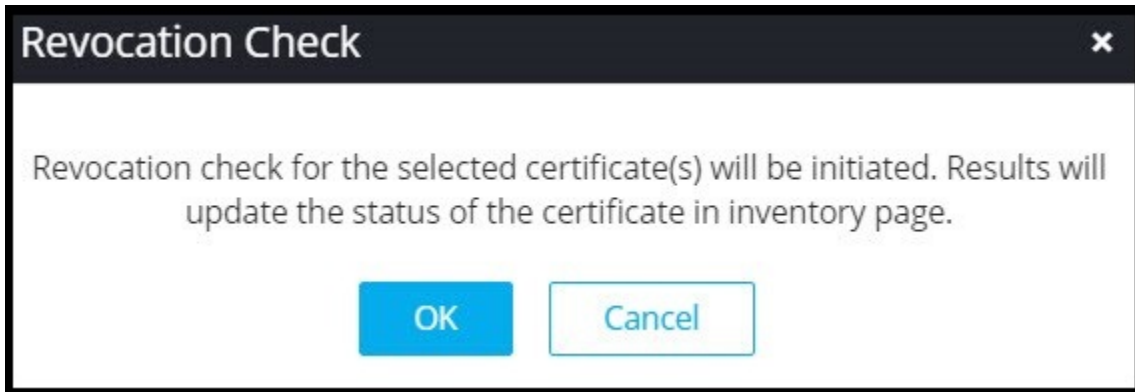 Revocation Check
Revocation check for the selected certificate(s) will be initiated. Results will
update the status of the certificate in inventory page.
OK
Cancel